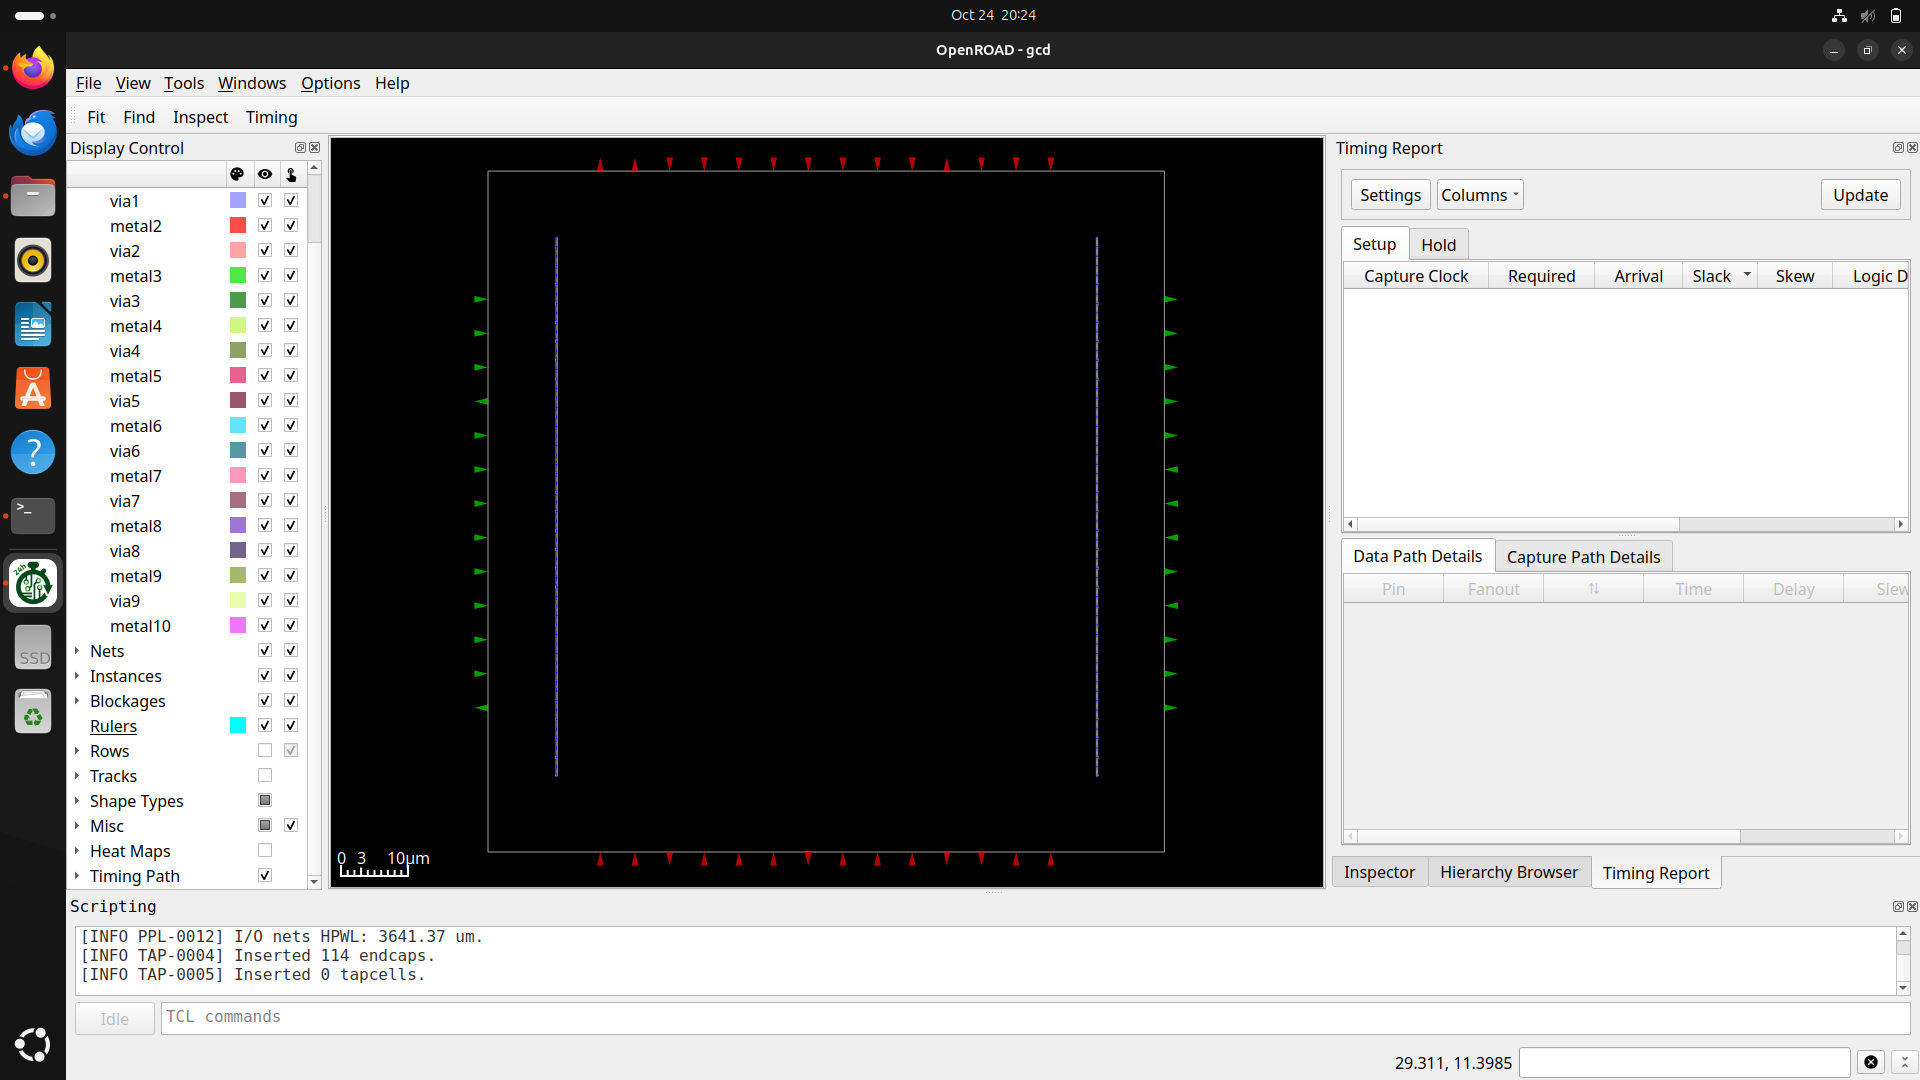 Oct 24 20:24
OpenROAD - gcd
File View Tools Windows Options Help
Fit Find Inspect Timing
Display Control
via1
metal2
via2
metal3
via3
metal4
via4
metal5
via5
metal6
via6
metal7
via7
metal8
via8
metal9
via9
metal10
Nets
Instances
Blockages
Rulers
Rows
Tracks
Shape Types
Misc
Heat Maps
Timing Path
0 3 10μm
Timing Report
Settings Columns Update
Setup Hold
Capture Clock Required Arrival Slack Skew Logic D
Data Path Details Capture Path Details
Pin Fanout ↑↓ Time Delay Slew
Inspector Hierarchy Browser Timing Report
Scripting
[INFO PPL-0012] I/O nets HPWL: 3641.37 um.
[INFO TAP-0004] Inserted 114 endcaps.
[INFO TAP-0005] Inserted 0 tapcells.
Idle TCL commands
29.311, 11.3985
SSD
24h
>_
?